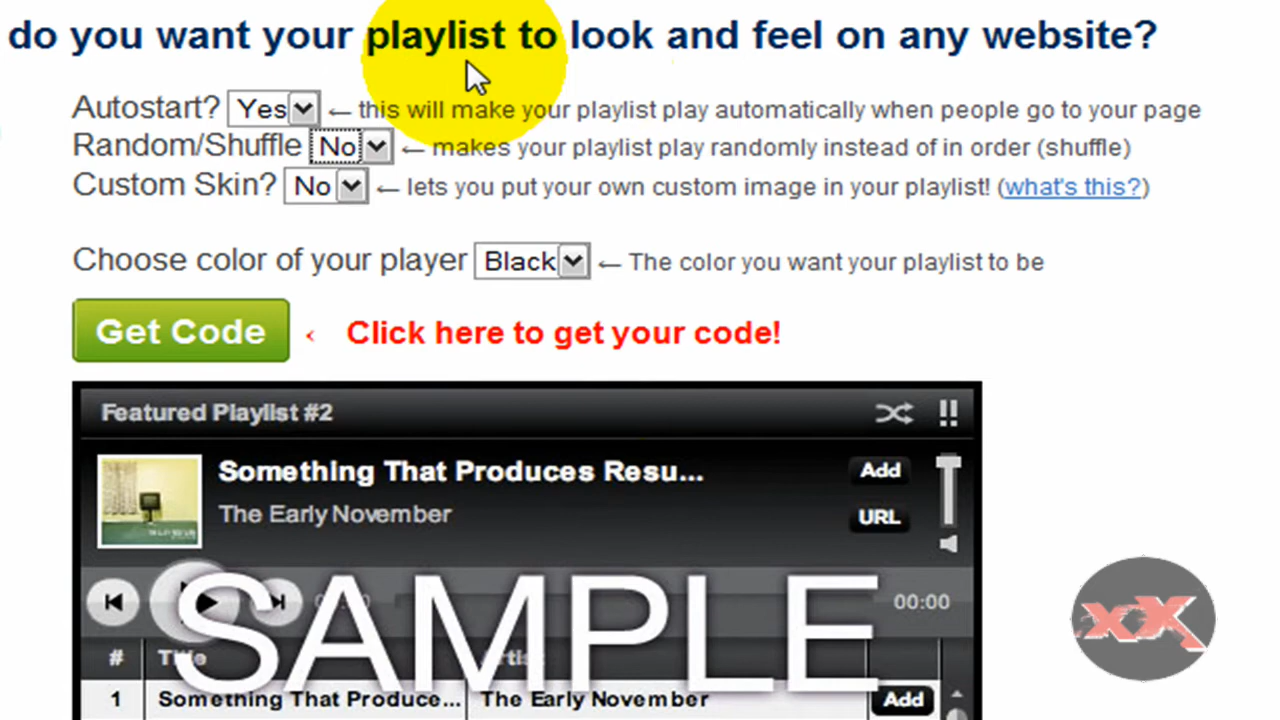 do you want your playlist to look and feel on any website?
Autostart? Yes ← this will make your playlist play automatically when people go to your page
Random/Shuffle No ← makes your playlist play randomly instead of in order (shuffle)
Custom Skin? No ← lets you put your own custom image in your playlist! (what's this?)
Choose color of your player Black ← The color you want your playlist to be
Get Code ‹ Click here to get your code!
Featured Playlist #2
Something That Produces Resu... Add
The Early November URL
00:00
SAMPLE
# Title Artist
1 Something That Produce... The Early November Add
xX